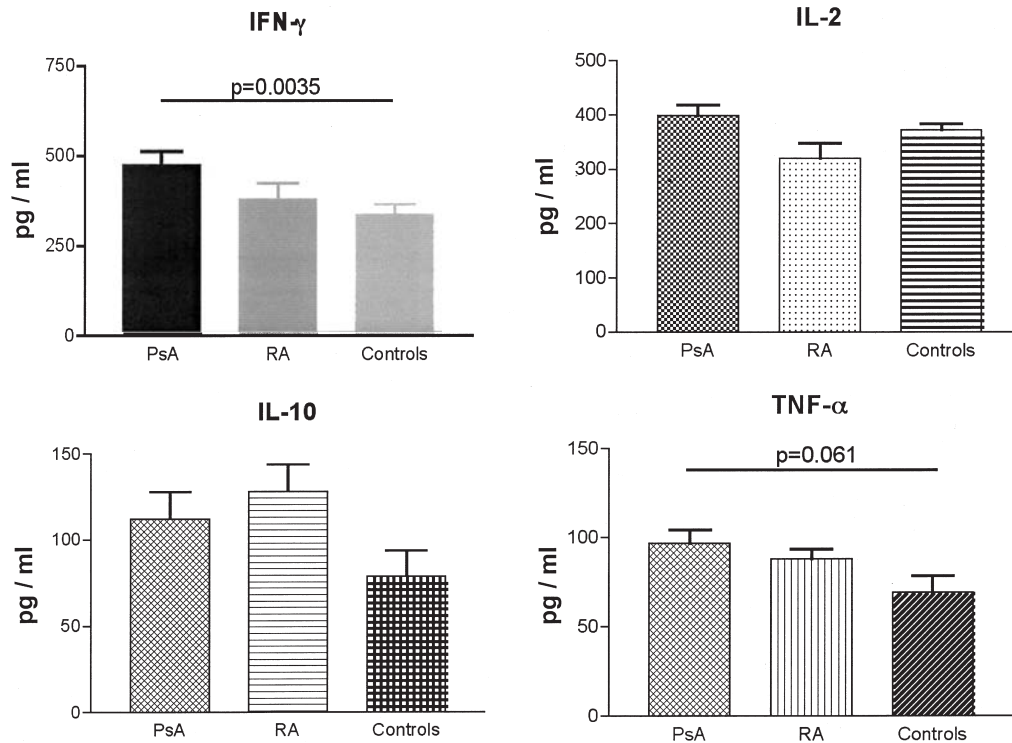 IFN-γ
750
500
250
0
pg / ml
p=0.0035
PsA
RA
Controls
IL-2
500
400
300
200
100
0
pg / ml
PsA
RA
Controls
IL-10
150
100
50
0
pg / ml
PsA
RA
Controls
TNF-α
150
100
50
0
pg / ml
p=0.061
PsA
RA
Controls